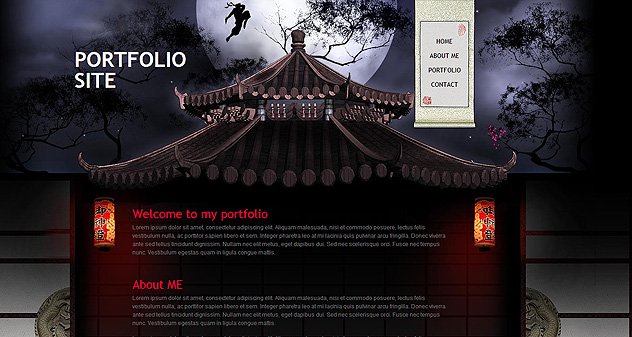 PORTFOLIO
SITE
HOME
ABOUT ME
PORTFOLIO
CONTACT
Welcome to my portfolio
Lorem ipsum dolor sit amet, consectetur adipiscing elit. Aliquam malesuada, nisi et commodo posuere, lectus felis
vestibulum nulla, ac porttitor sapien libero et sem. Integer pharetra leo at mi lacinia quis pulvinar arcu fringilla. Donec viverra
ante sed tellus tincidunt dignissim. Nullam nec elit metus, eget dapibus dui. Sed nec scelerisque orci. Fusce nec tempus
nunc. Vestibulum egestas quam in ligula congue mattis.
About ME
Lorem ipsum dolor sit amet, consectetur adipiscing elit. Aliquam malesuada, nisi et commodo posuere, lectus felis
vestibulum nulla, ac porttitor sapien libero et sem. Integer pharetra leo at mi lacinia quis pulvinar arcu fringilla. Donec viverra
ante sed tellus tincidunt dignissim. Nullam nec elit metus, eget dapibus dui. Sed nec scelerisque orci. Fusce nec tempus
nunc. Vestibulum egestas quam in ligula congue mattis.